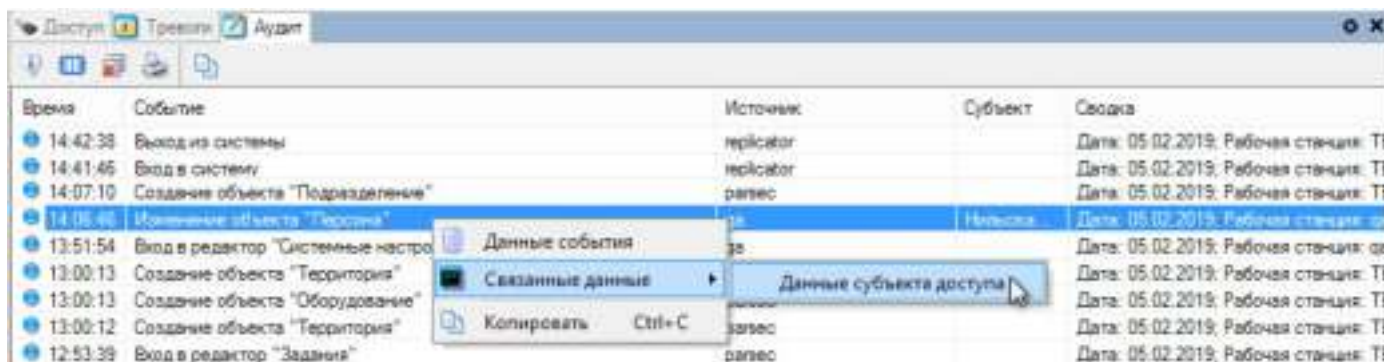 Доступ Тревоги Аудит
Время Событие Источник Субъект Сводка
14:42:38 Выход из системы replicator Дата: 05.02.2019; Рабочая станция:
14:41:46 Вход в систему replicator Дата: 05.02.2019; Рабочая станция:
14:07:10 Создание объекта "Подразделение" parsec Дата: 05.02.2019; Рабочая станция:
14:06:46 Изменение объекта "Персона" Дата: 05.02.2019; Рабочая станция:
Данные события
13:51:54 Вход в редактор "Системные настро Дата: 05.02.2019; Рабочая станция:
Связанные данные Данные субъекта доступа
13:00:13 Создание объекта "Территория" Дата: 05.02.2019; Рабочая станция:
13:00:13 Создание объекта "Оборудование" Дата: 05.02.2019; Рабочая станция:
Копировать Ctrl+C
13:00:12 Создание объекта "Территория" parsec Дата: 05.02.2019; Рабочая станция:
12:53:39 Вход в редактор "Задания" parsec Дата: 05.02.2019; Рабочая станция: